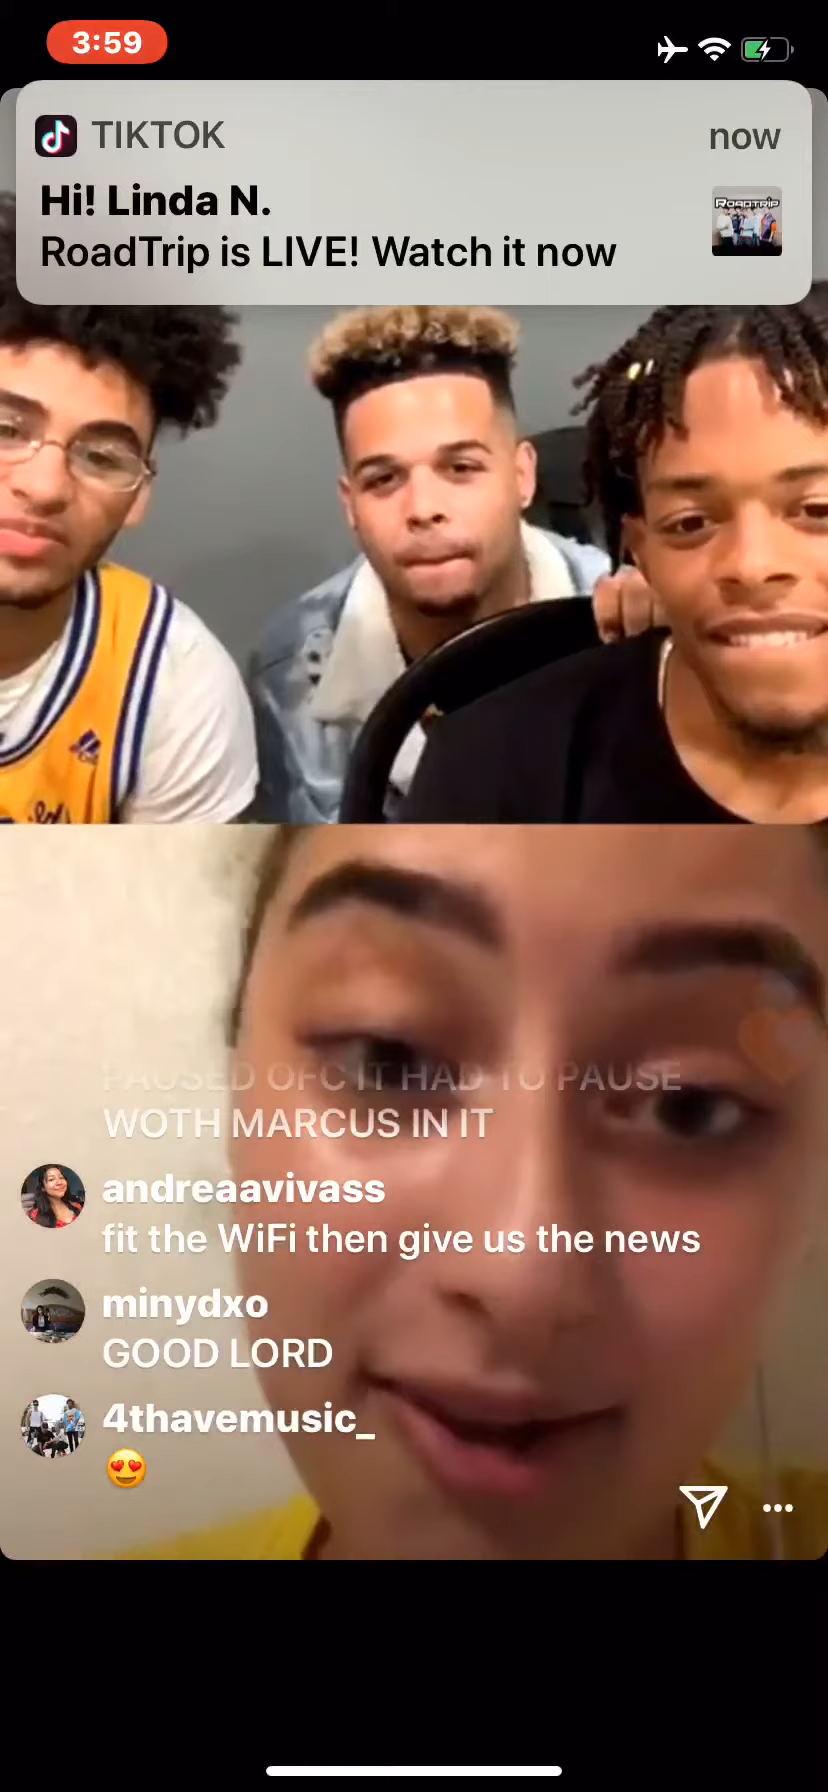 3:59
TIKTOK
now
Hi! Linda N.
RoadTrip is LIVE! Watch it now
ROADTRIP
PAUSED OFC IT HAD TO PAUSE
WOTH MARCUS IN IT
andreaavivass
fit the WiFi then give us the news
minydxo
GOOD LORD
4thavemusic_
😍